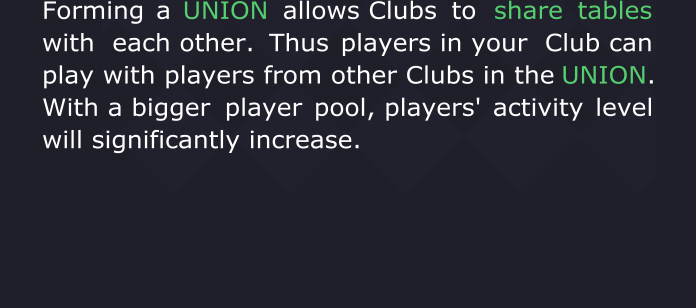 Forming a UNION allows Clubs to share tables
with each other. Thus players in your Club can
play with players from other Clubs in the UNION.
With a bigger player pool, players' activity level
will significantly increase.